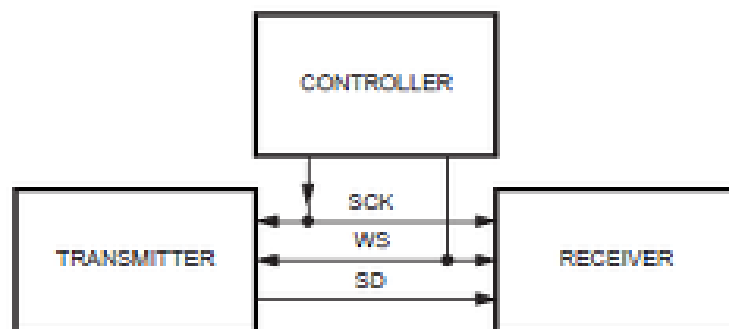 CONTROLLER
SCK
WS
TRANSMITTER
RECEIVER
SD